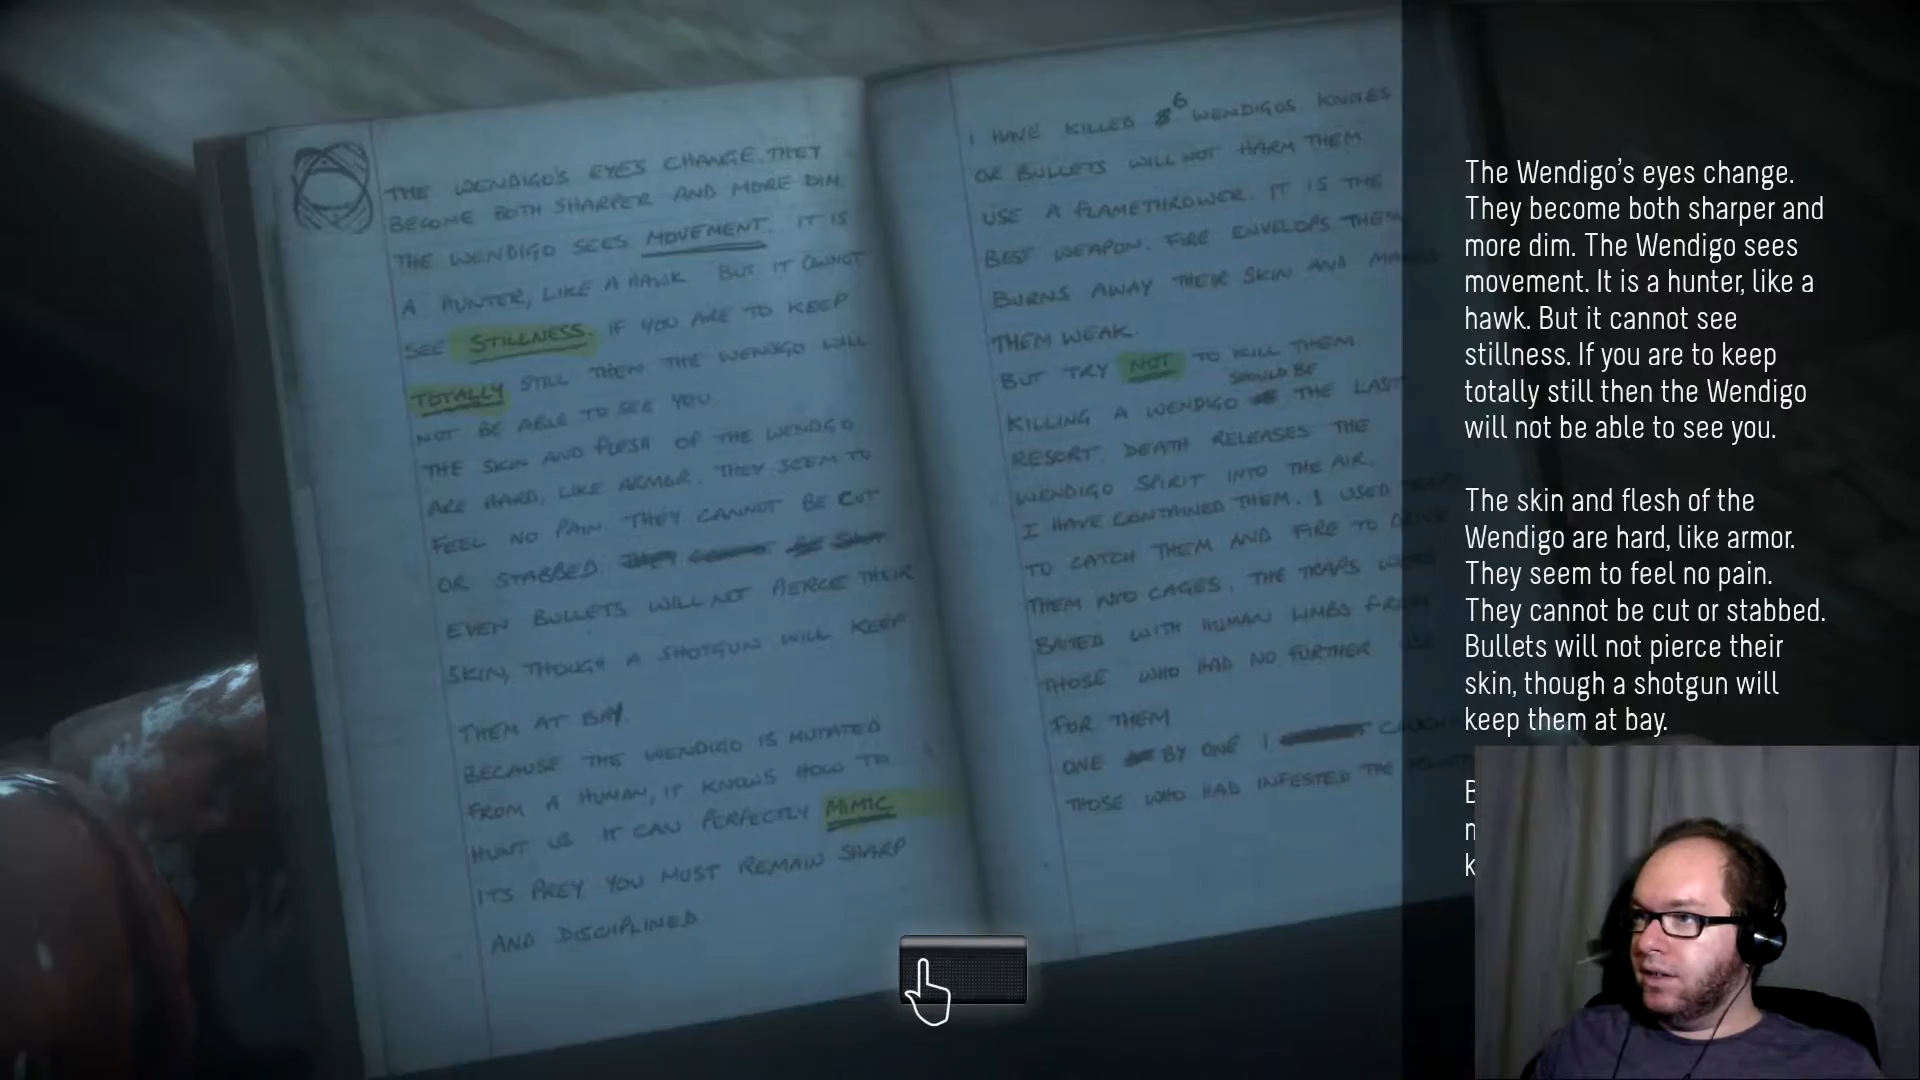 THE WENDIGO'S EYES CHANGE. THEY
BECOME BOTH SHARPER AND MORE DIM.
THE WENDIGO SEES MOVEMENT. IT IS
A HUNTER, LIKE A HAWK BUT IT CANNOT
SEE STILLNESS. IF YOU ARE TO KEEP
TOTALLY STILL THEN THE WENDIGO WILL
NOT BE ABLE TO SEE YOU.
THE SKIN AND FLESH OF THE WENDIGO
ARE HARD, LIKE ARMOR. THEY SEEM TO
FEEL NO PAIN. THEY CANNOT BE CUT
OR STABBED
EVEN BULLETS WILL NOT PIERCE THEIR
SKIN, THOUGH A SHOTGUN WILL KEEP
THEM AT BAY.
BECAUSE THE WENDIGO IS MUTATED
FROM A HUMAN, IT KNOWS HOW TO
HUNT US IT CAN PERFECTLY MIMIC
ITS PREY YOU MUST REMAIN SHARP
AND DISCIPLINED
I HAVE KILLED 6 WENDIGOS KNIVES
OR BULLETS WILL NOT HARM THEM
USE A FLAMETHROWER. IT IS THE
BEST WEAPON. FIRE ENVELOPS THEM
BURNS AWAY THEIR SKIN AND MAKES
THEM WEAK.
BUT TRY NOT TO KILL THEM
SHOULD BE
KILLING A WENDIGO THE LAST
RESORT. DEATH RELEASES THE
WENDIGO SPIRIT INTO THE AIR.
I HAVE CONTAINED THEM. I USED TRAPS
TO CATCH THEM AND FIRE TO DRIVE
THEM INTO CAGES. THE TRAPS WERE
BAITED WITH HUMAN LIMBS FROM
THOSE WHO HAD NO FURTHER USE
FOR THEM
ONE BY ONE I CAUGHT
THOSE WHO HAD INFESTED THE
The Wendigo’s eyes change.
They become both sharper and
more dim. The Wendigo sees
movement. It is a hunter, like a
hawk. But it cannot see
stillness. If you are to keep
totally still then the Wendigo
will not be able to see you.
The skin and flesh of the
Wendigo are hard, like armor.
They seem to feel no pain.
They cannot be cut or stabbed.
Bullets will not pierce their
skin, though a shotgun will
keep them at bay.